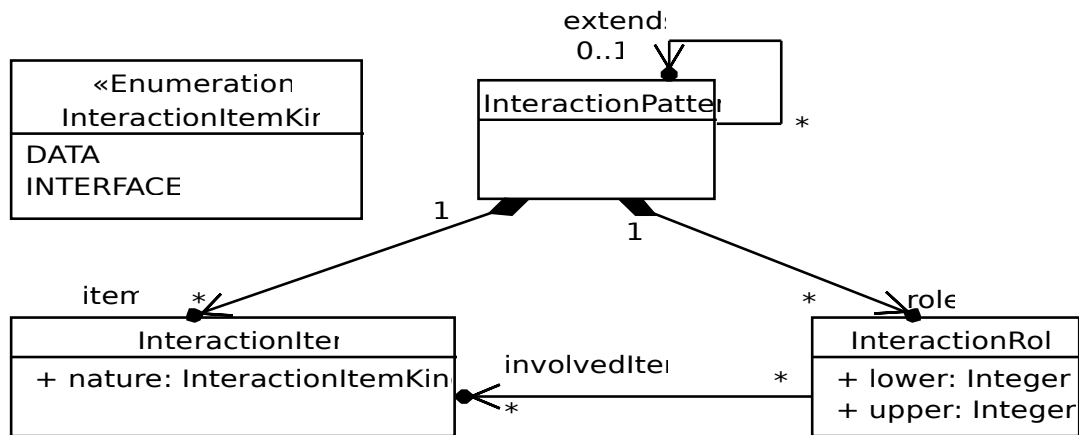 extends
0..1
«Enumeration
InteractionItemKin
DATA
INTERFACE
InteractionPatter
*
1
1
item
*
*
role
InteractionIter
+ nature: InteractionItemKin
involvedIter
*
*
InteractionRol
+ lower: Integer
+ upper: Integer